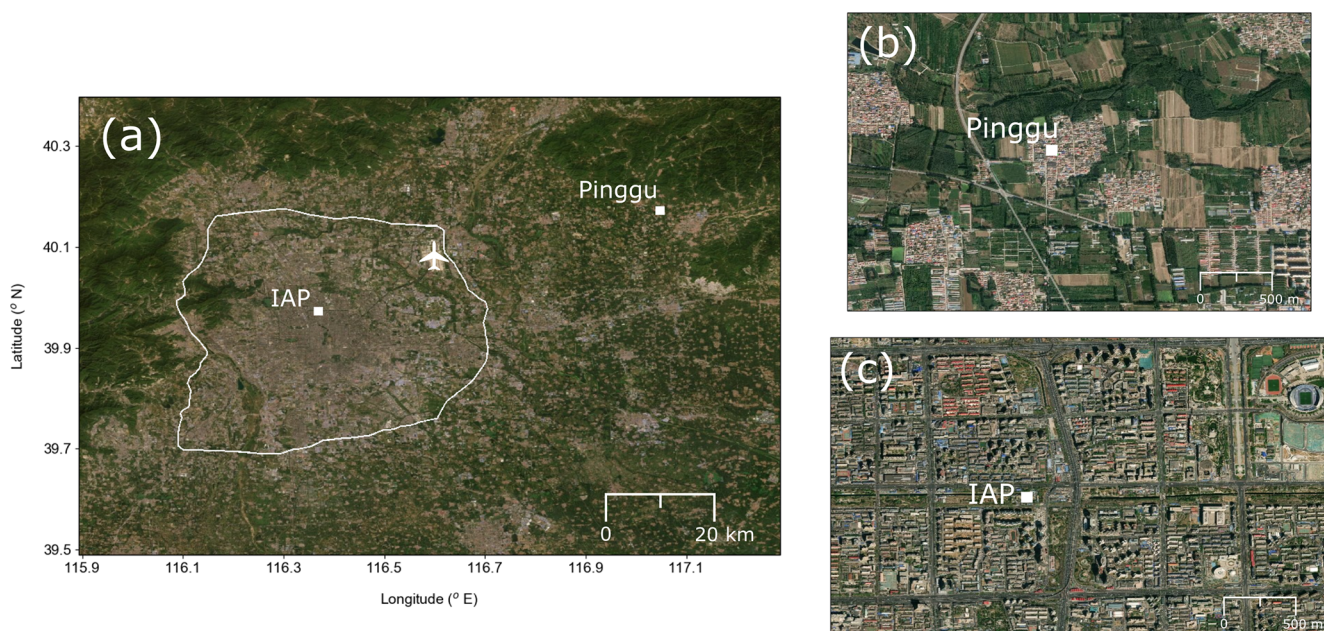 (a)
40.3
40.1
39.9
39.7
39.5
Latitude (° N)
Pinggu
IAP
0 20 km
115.9 116.1 116.3 116.5 116.7 116.9 117.1
Longitude (° E)
(b)
Pinggu
0 500 m
(c)
IAP
0 500 m